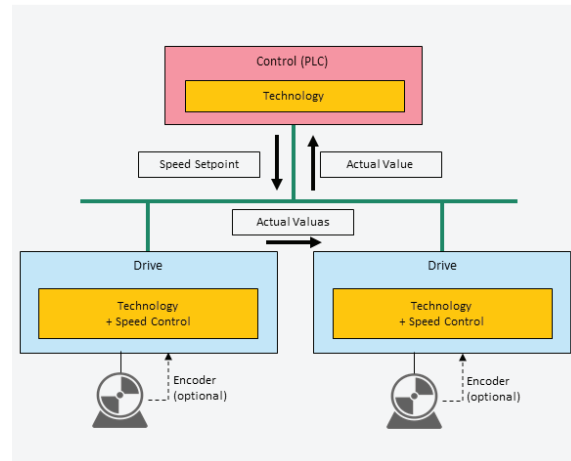 Control (PLC)
Technology
Speed Setpoint
Actual Value
Actual Valuas
Drive
Technology
+ Speed Control
Encoder
(optional)
Drive
Technology
+ Speed Control
Encoder
(optional)